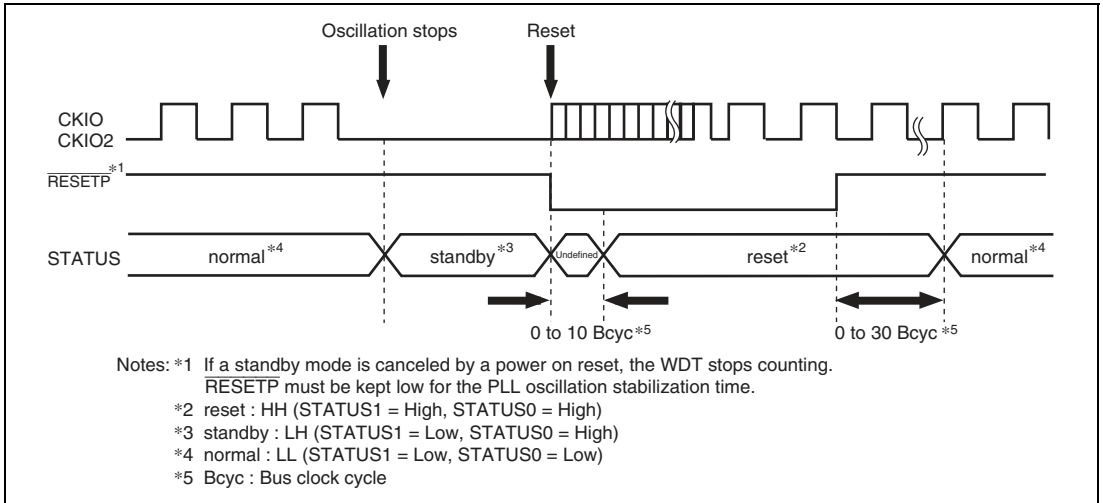 Oscillation stops Reset
CKIO
CKIO2
RESETP*1
STATUS normal*4 standby*3 Undefined reset*2 normal*4
0 to 10 Bcyc*5 0 to 30 Bcyc*5
Notes: *1 If a standby mode is canceled by a power on reset, the WDT stops counting.
RESETP must be kept low for the PLL oscillation stabilization time.
*2 reset : HH (STATUS1 = High, STATUS0 = High)
*3 standby : LH (STATUS1 = Low, STATUS0 = High)
*4 normal : LL (STATUS1 = Low, STATUS0 = Low)
*5 Bcyc : Bus clock cycle